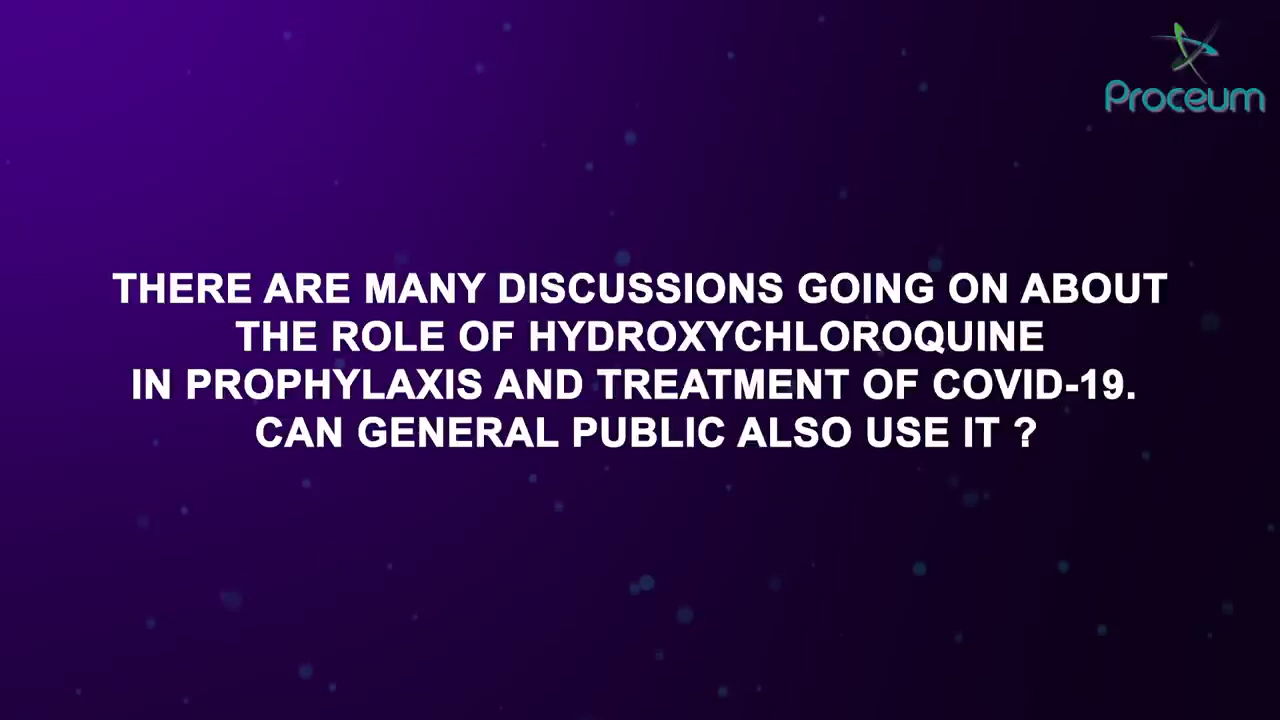 Proceum
THERE ARE MANY DISCUSSIONS GOING ON ABOUT
THE ROLE OF HYDROXYCHLOROQUINE
IN PROPHYLAXIS AND TREATMENT OF COVID-19.
CAN GENERAL PUBLIC ALSO USE IT ?